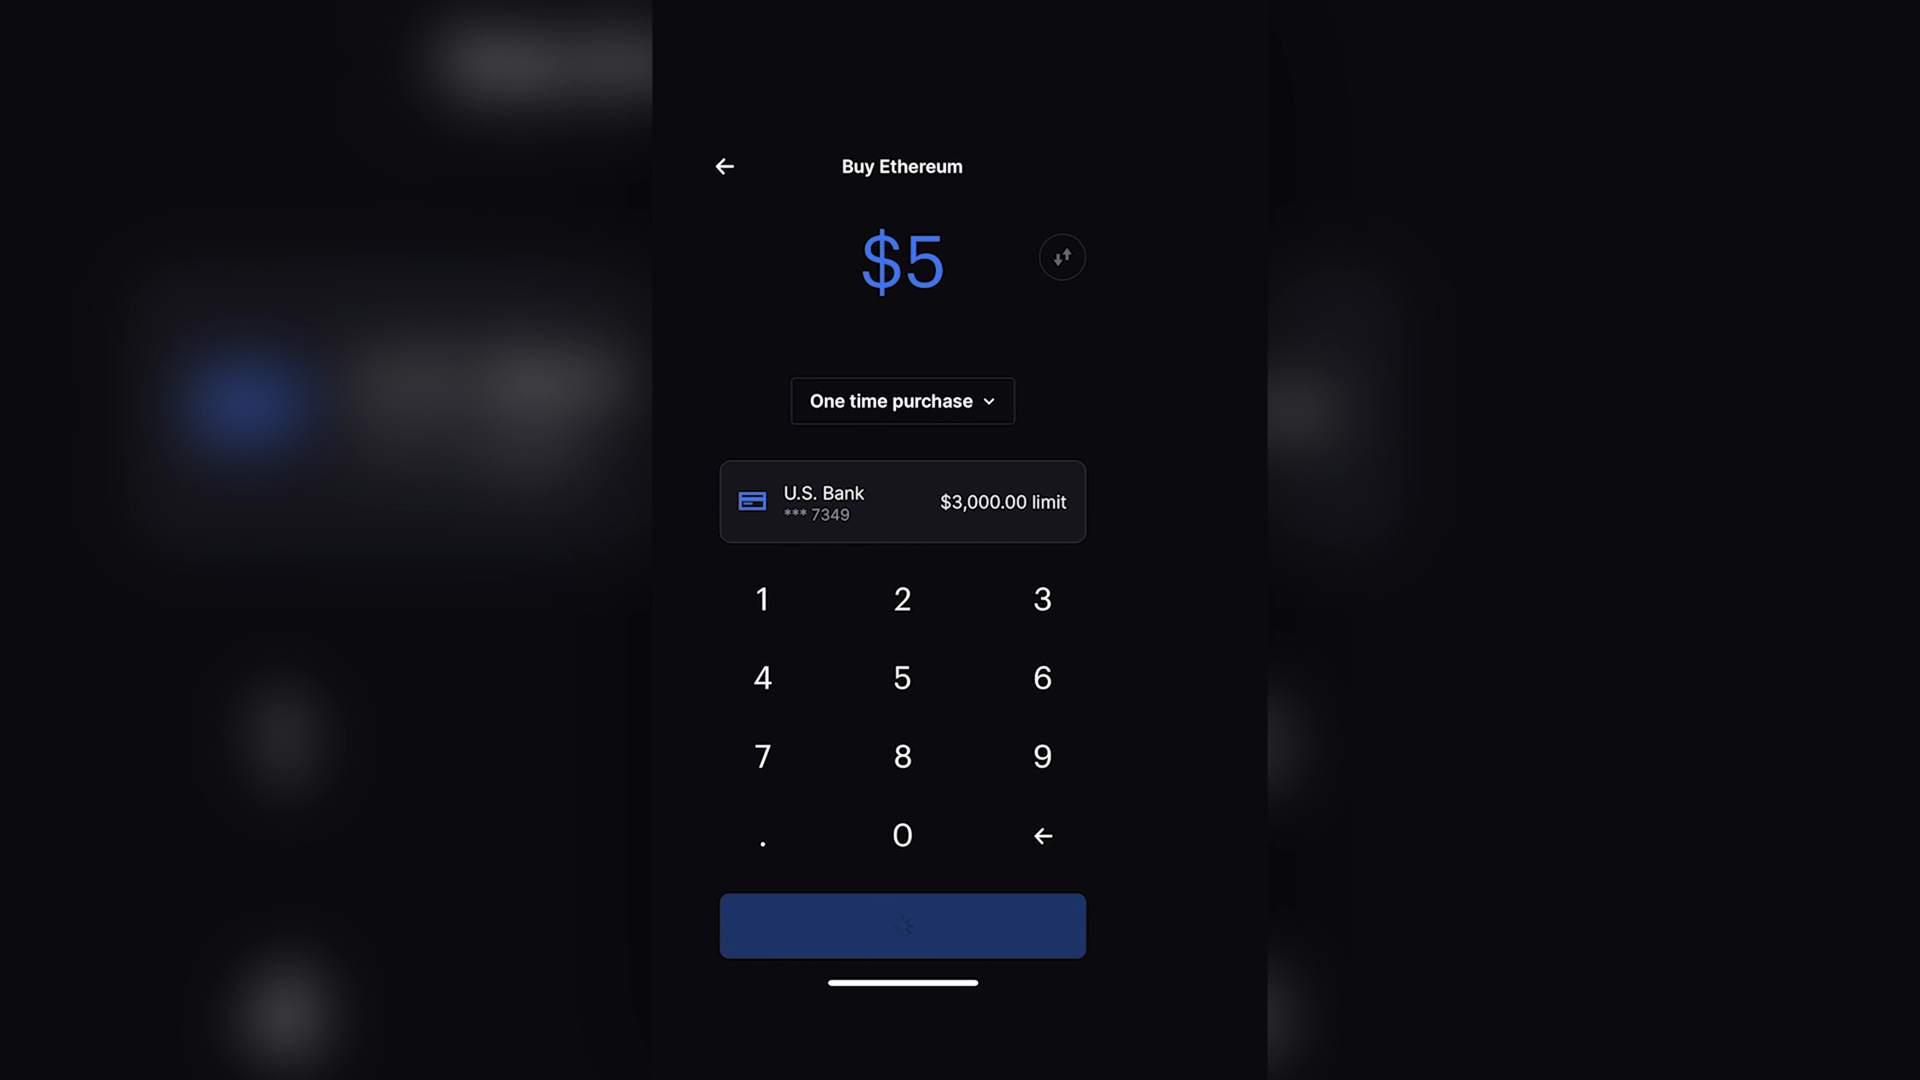 Buy Ethereum
$5
One time purchase
U.S. Bank
*** 7349
$3,000.00 limit
1 2 3
4 5 6
7 8 9
. 0